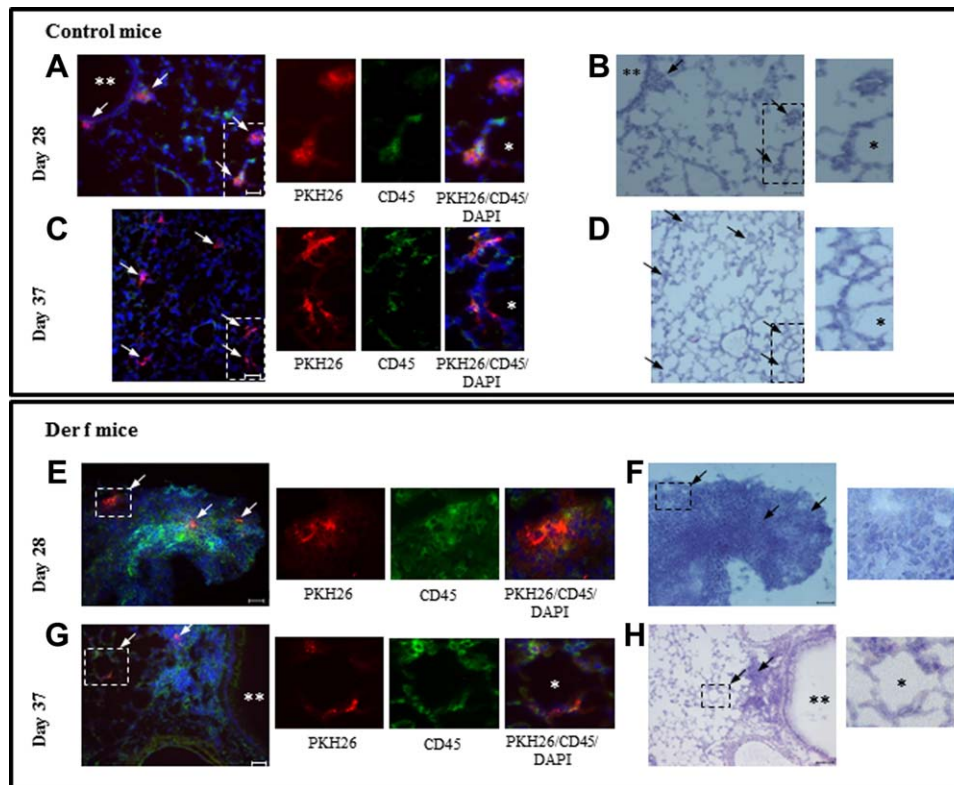 Control mice
A
**
Day 28
*
PKH26
CD45
PKH26/CD45/
DAPI
B
**
*
C
Day 37
*
PKH26
CD45
PKH26/CD45/
DAPI
D
*
Der f mice
E
Day 28
PKH26
CD45
PKH26/CD45/
DAPI
F
G
Day 37
**
*
PKH26
CD45
PKH26/CD45/
DAPI
H
**
*